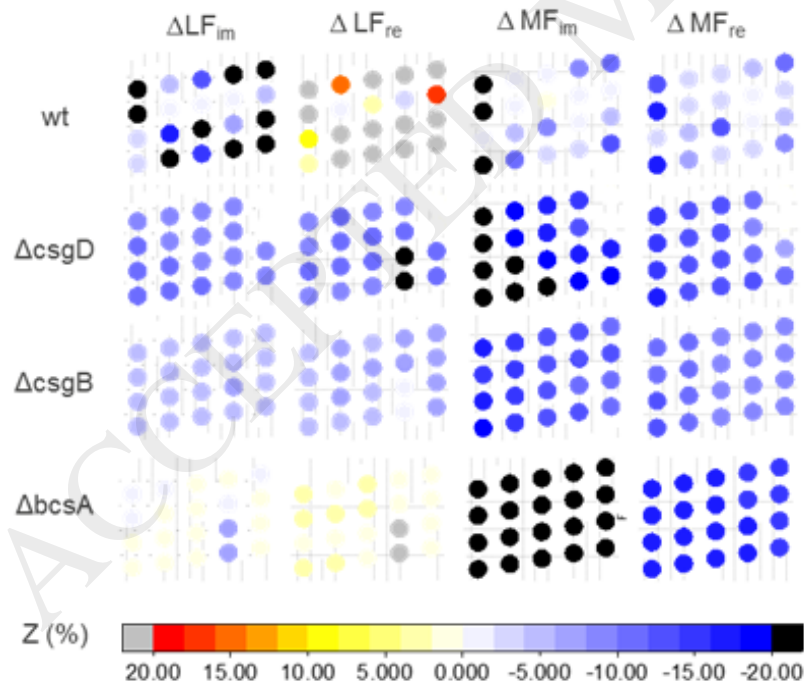 ΔLFim ΔLFre ΔMFim ΔMFre
wt
ΔcsgD
ΔcsgB
ΔbcsA
Z (%)
20.00 15.00 10.00 5.000 0.000 -5.000 -10.00 -15.00 -20.00
ACCEPTED M